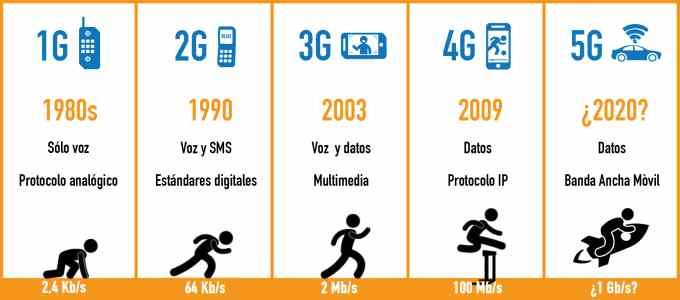 1G
1980s
Sólo voz
Protocolo analógico
2.4 Kb/s
2G
1990
Voz y SMS
Estándares digitales
64 Kb/s
3G
2003
Voz y datos
Multimedia
2 Mb/s
4G
2009
Datos
Protocolo IP
100 Mb/s
5G
¿2020?
Datos
Banda Ancha Mòvil
¿1 Gb/s?